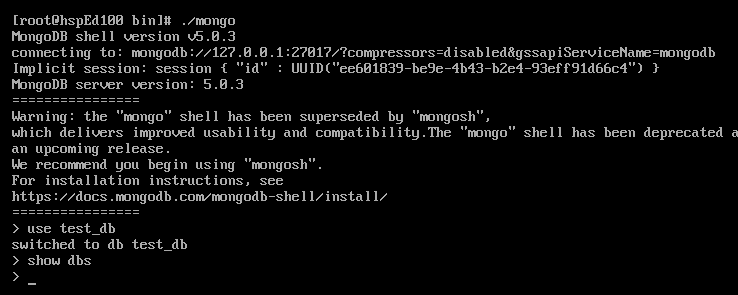 [root@hspEd100 bin]# ./mongo
MongoDB shell version v5.0.3
connecting to: mongodb://127.0.0.1:27017/?compressors=disabled&gssapiServiceName=mongodb
Implicit session: session { "id" : UUID("ee601839-be9e-4b43-b2e4-93eff91d66c4") }
MongoDB server version: 5.0.3
================
Warning: the "mongo" shell has been superseded by "mongosh",
which delivers improved usability and compatibility.The "mongo" shell has been deprecated a
an upcoming release.
We recommend you begin using "mongosh".
For installation instructions, see
https://docs.mongodb.com/mongodb-shell/install/
================
> use test_db
switched to db test_db
> show dbs
> _